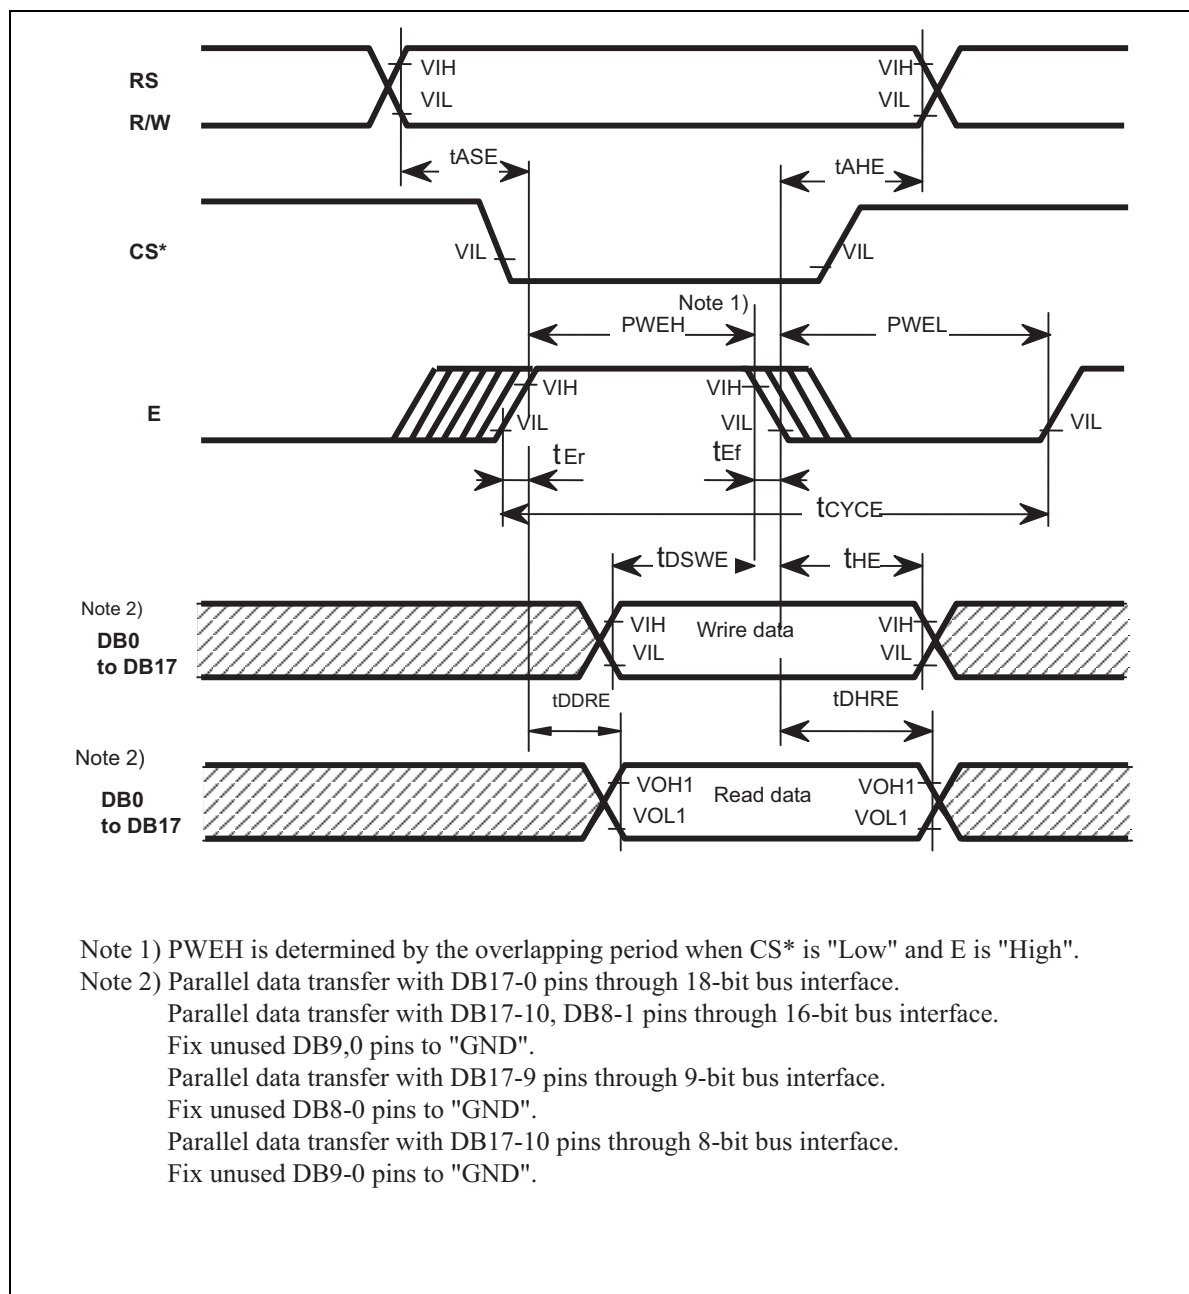 RS
VIH
VIH
VIL
VIL
R/W
tASE
tAHE
CS*
VIL
VIL
Note 1)
PWEH
PWEL
E
VIH
VIH
VIL
VIL
VIL
tEr
tEf
tCYCE
tDSWE
tHE
Note 2)
DB0
to DB17
VIH
Wrire data
VIH
VIL
VIL
tDDRE
tDHRE
Note 2)
DB0
to DB17
VOH1
Read data
VOH1
VOL1
VOL1
Note 1) PWEH is determined by the overlapping period when CS* is "Low" and E is "High".
Note 2) Parallel data transfer with DB17-0 pins through 18-bit bus interface.
Parallel data transfer with DB17-10, DB8-1 pins through 16-bit bus interface.
Fix unused DB9,0 pins to "GND".
Parallel data transfer with DB17-9 pins through 9-bit bus interface.
Fix unused DB8-0 pins to "GND".
Parallel data transfer with DB17-10 pins through 8-bit bus interface.
Fix unused DB9-0 pins to "GND".